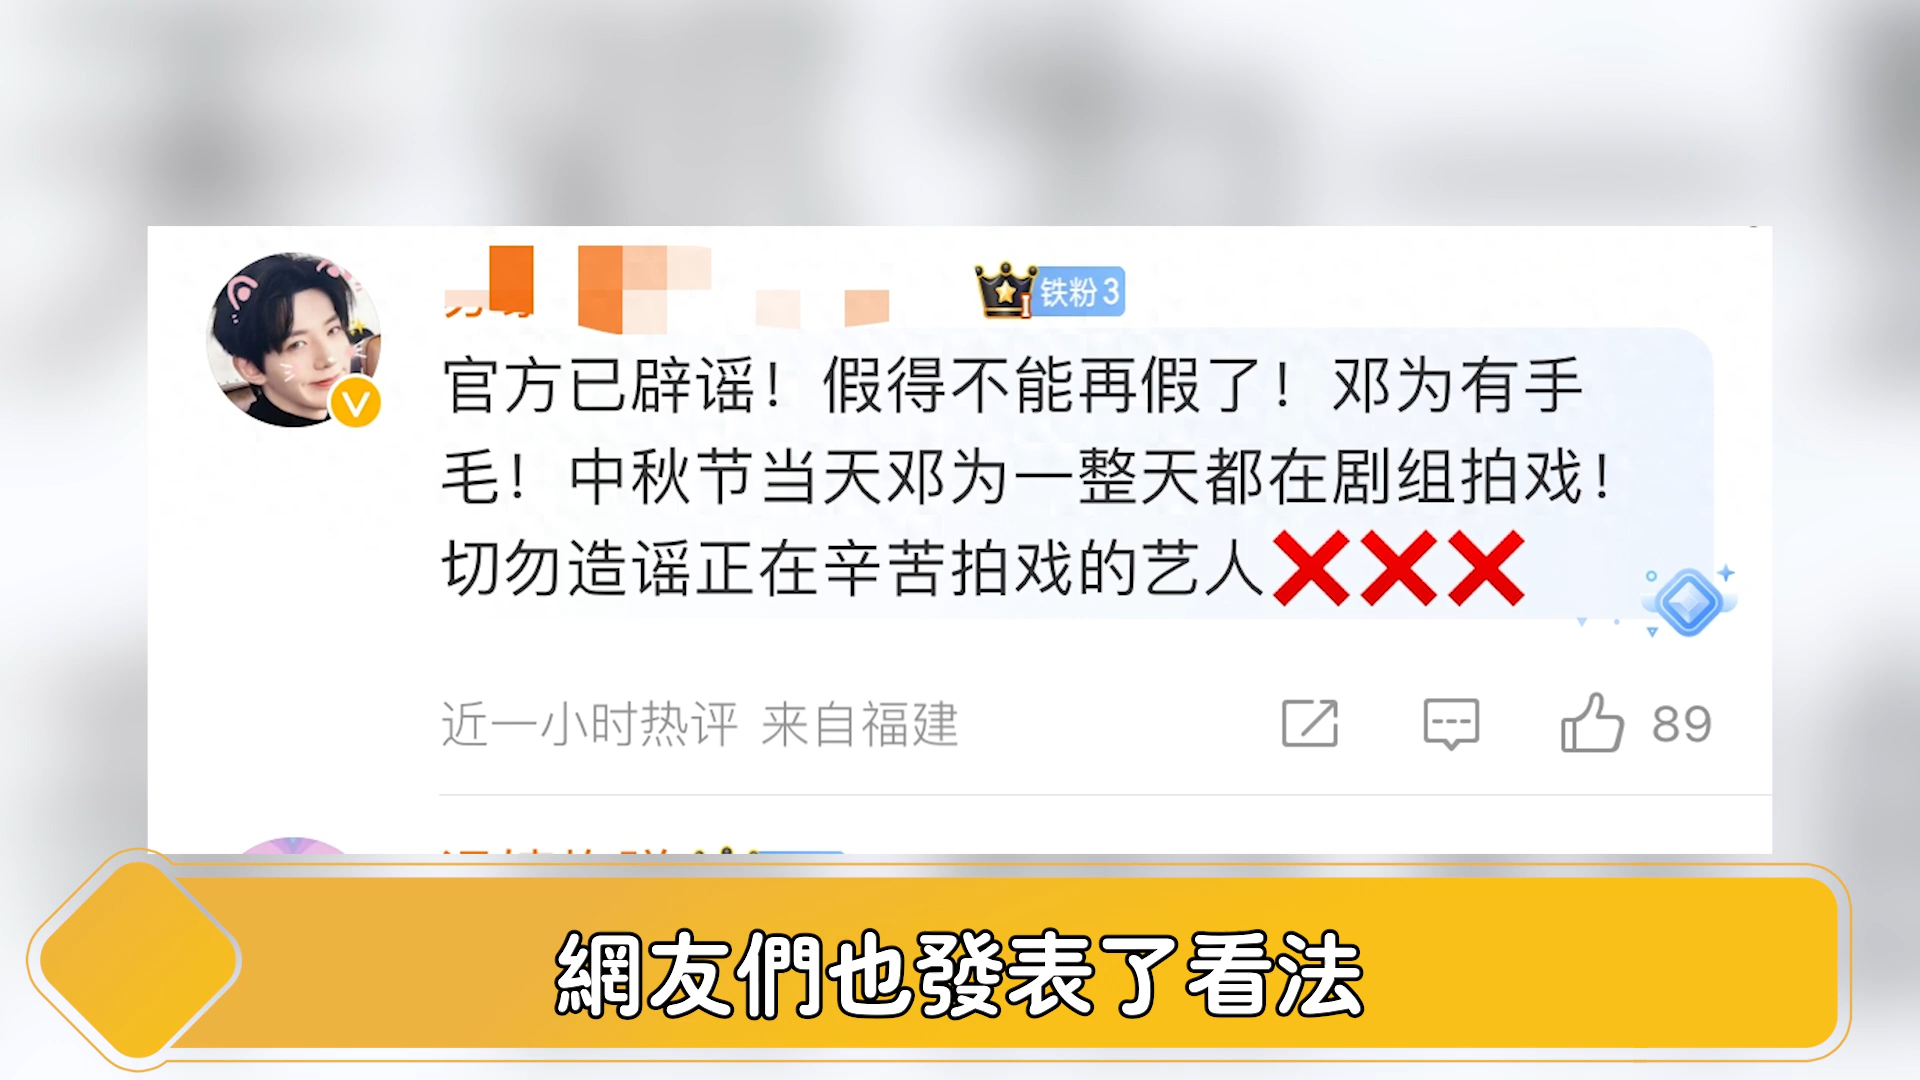 铁粉3
官方已辟谣！假得不能再假了！邓为有手
毛！中秋节当天邓为一整天都在剧组拍戏！
切勿造谣正在辛苦拍戏的艺人❌❌❌
近一小时热评 来自福建
89
網友們也發表了看法